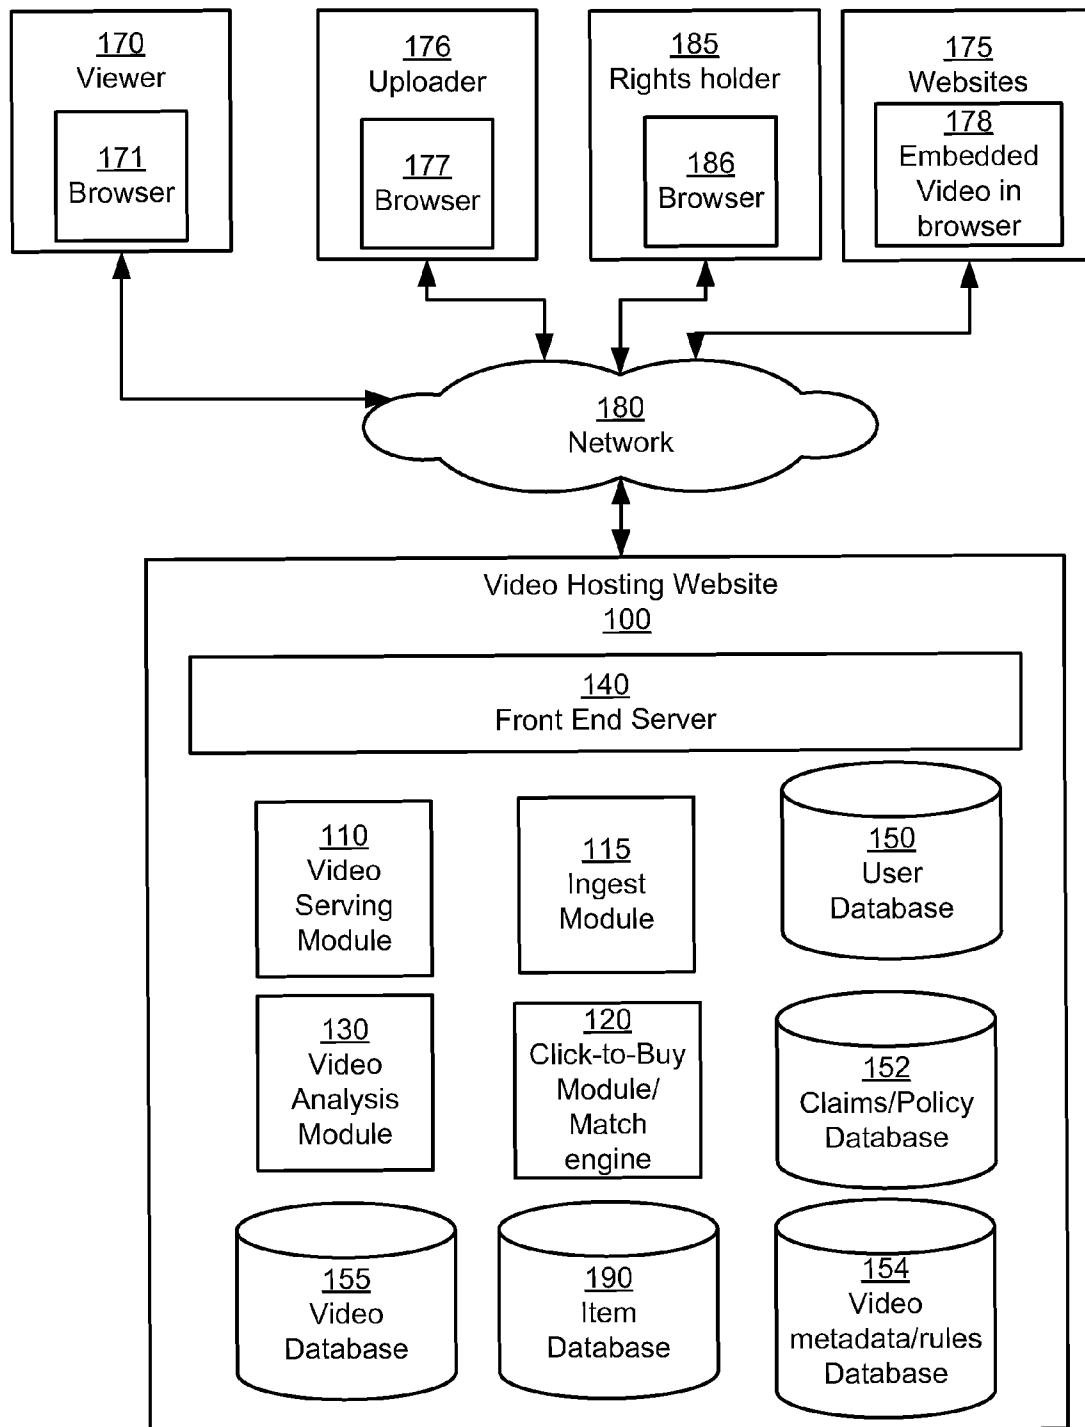 170
Viewer
171
Browser
176
Uploader
177
Browser
185
Rights holder
186
Browser
175
Websites
178
Embedded
Video in
browser
180
Network
Video Hosting Website
100
140
Front End Server
110
Video
Serving
Module
115
Ingest
Module
150
User
Database
130
Video
Analysis
Module
120
Click-to-Buy
Module/
Match
engine
152
Claims/Policy
Database
155
Video
Database
190
Item
Database
154
Video
metadata/rules
Database